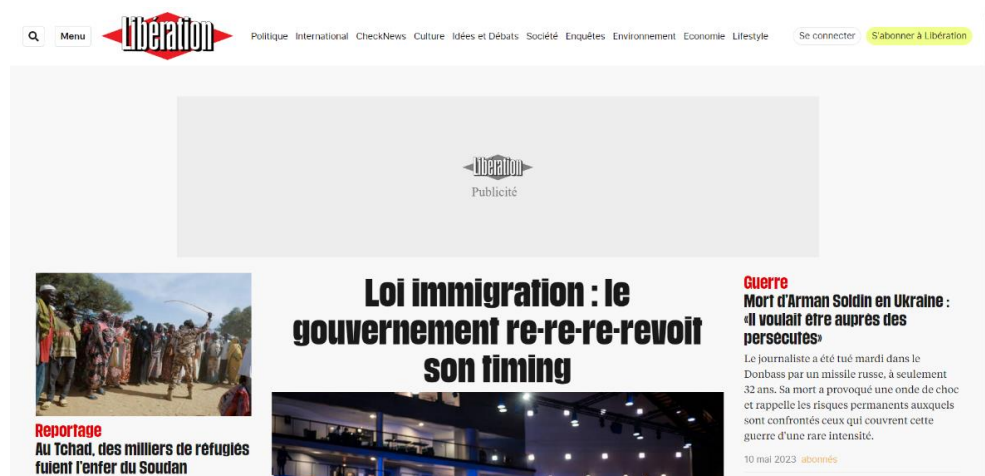 Menu
Libération
Politique International CheckNews Culture Idées et Débats Société Enquêtes Environnement Economie Lifestyle
Se connecter
S'abonner à Libération
Libération
Publicité
Reportage
Au Tchad, des milliers de réfugiés
fuient l'enfer du Soudan
Loi immigration : le
gouvernement re-re-re-revoit
son timing
Guerre
Mort d'Arman Soldin en Ukraine :
«Il voulait être auprès des
persécutés»
Le journaliste a été tué mardi dans le
Donbass par un missile russe, à seulement
32 ans. Sa mort a provoqué une onde de choc
et rappelle les risques permanents auxquels
sont confrontés ceux qui couvrent cette
guerre d'une rare intensité.
10 mai 2023 abonnés